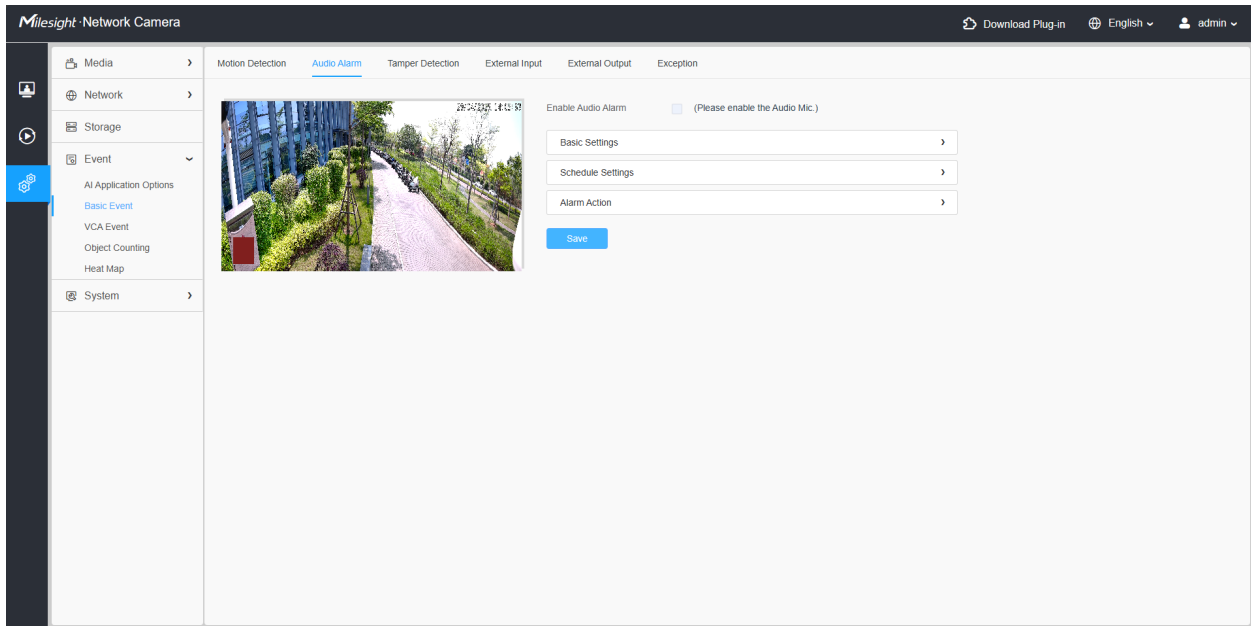 Milesight·Network Camera
Download Plug-in
English
admin
Media
Network
Storage
Event
AI Application Options
Basic Event
VCA Event
Object Counting
Heat Map
System
Motion Detection
Audio Alarm
Tamper Detection
External Input
External Output
Exception
Enable Audio Alarm
(Please enable the Audio Mic.)
Basic Settings
Schedule Settings
Alarm Action
Save